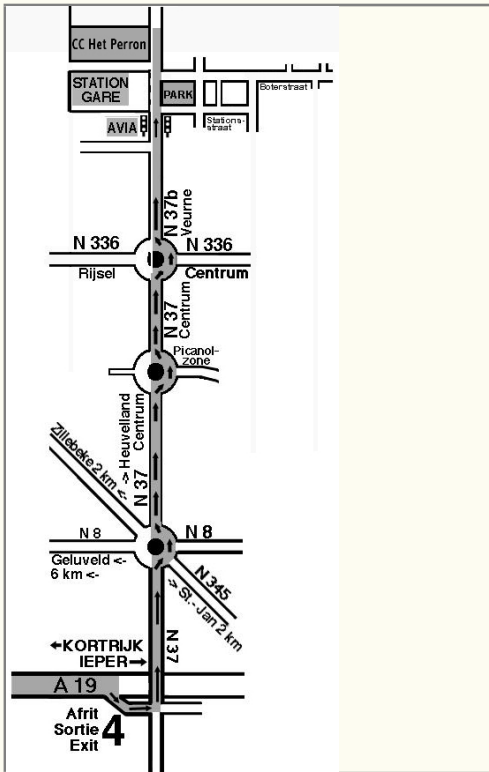 CC Het Perron
STATION
GARE
PARK
Boterstraat
AVIA
Stations-
straat
N 37b
Veurne
N 336
N 336
Rijsel
Centrum
N 37
Centrum
Picanol-
zone
-> Heuvelland
Centrum
Zillebeke 2 km <-
N 37
N 8
N 8
Geluveld <-
6 km <-
N 345
-> St.- Jan 2 km
N 37
←KORTRIJK
IEPER→
A 19
Afrit
Sortie
Exit
4